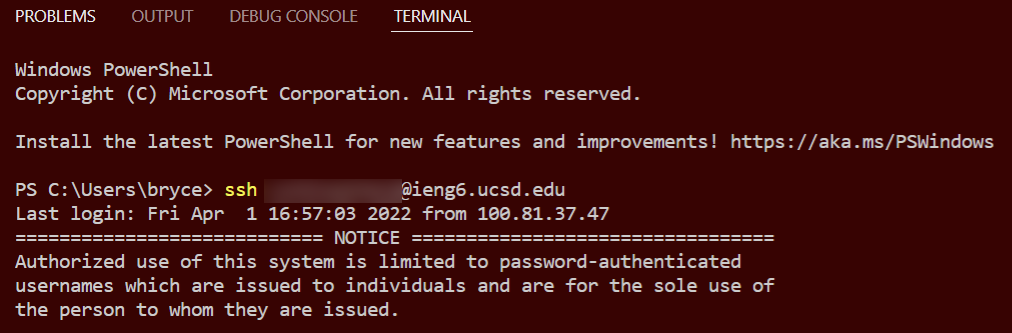 PROBLEMS OUTPUT DEBUG CONSOLE TERMINAL
Windows PowerShell
Copyright (C) Microsoft Corporation. All rights reserved.
Install the latest PowerShell for new features and improvements! https://aka.ms/PSWindows
PS C:\Users\bryce> ssh @ieng6.ucsd.edu
Last login: Fri Apr  1 16:57:03 2022 from 100.81.37.47
============================ NOTICE =================================
Authorized use of this system is limited to password-authenticated
usernames which are issued to individuals and are for the sole use of
the person to whom they are issued.